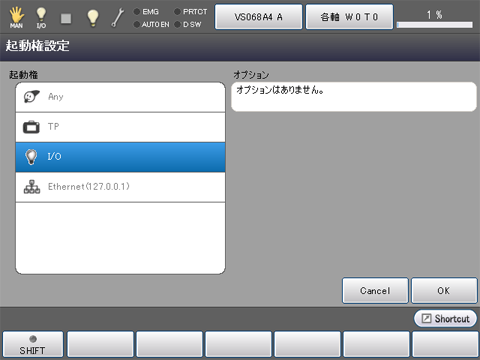 MAN
I/O
EMG
PRTCT
AUTO EN
D SW
VS068A4 A
各軸 W 0 T 0
1 %
起動権設定
起動権
オプション
Any
オプションはありません。
TP
I/O
Ethernet(127.0.0.1)
Cancel
OK
Shortcut
SHIFT